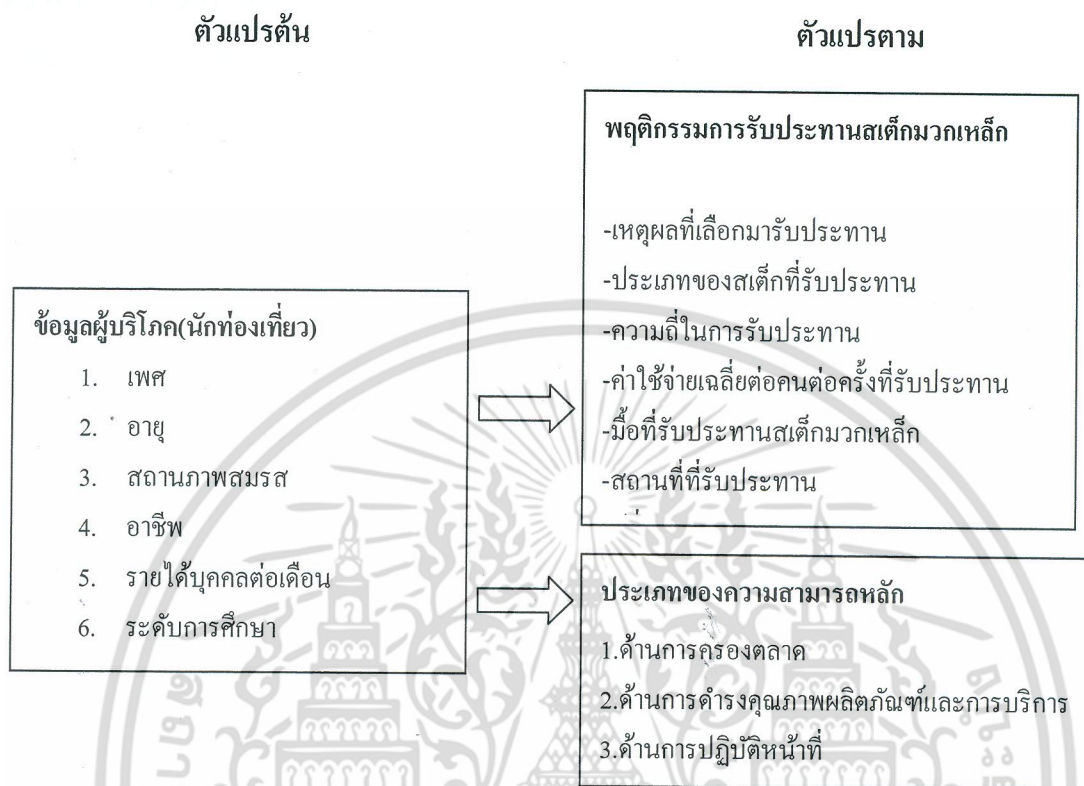 ตัวแปรต้น
ตัวแปรตาม
ข้อมูลผู้บริโภค(นักท่องเที่ยว)
1. เพศ
2. อายุ
3. สถานภาพสมรส
4. อาชีพ
5. รายได้บุคคลต่อเดือน
6. ระดับการศึกษา
พฤติกรรมการรับประทานสเต็กมวกเหล็ก
-เหตุผลที่เลือกมารับประทาน
-ประเภทของสเต็กที่รับประทาน
-ความถี่ในการรับประทาน
-ค่าใช้จ่ายเฉลี่ยต่อคนต่อครั้งที่รับประทาน
-มื้อที่รับประทานสเต็กมวกเหล็ก
-สถานที่ที่รับประทาน
ประเภทของความสามารถหลัก
1.ด้านการครองตลาด
2.ด้านการดำรงคุณภาพผลิตภัณฑ์และการบริการ
3.ด้านการปฏิบัติหน้าที่